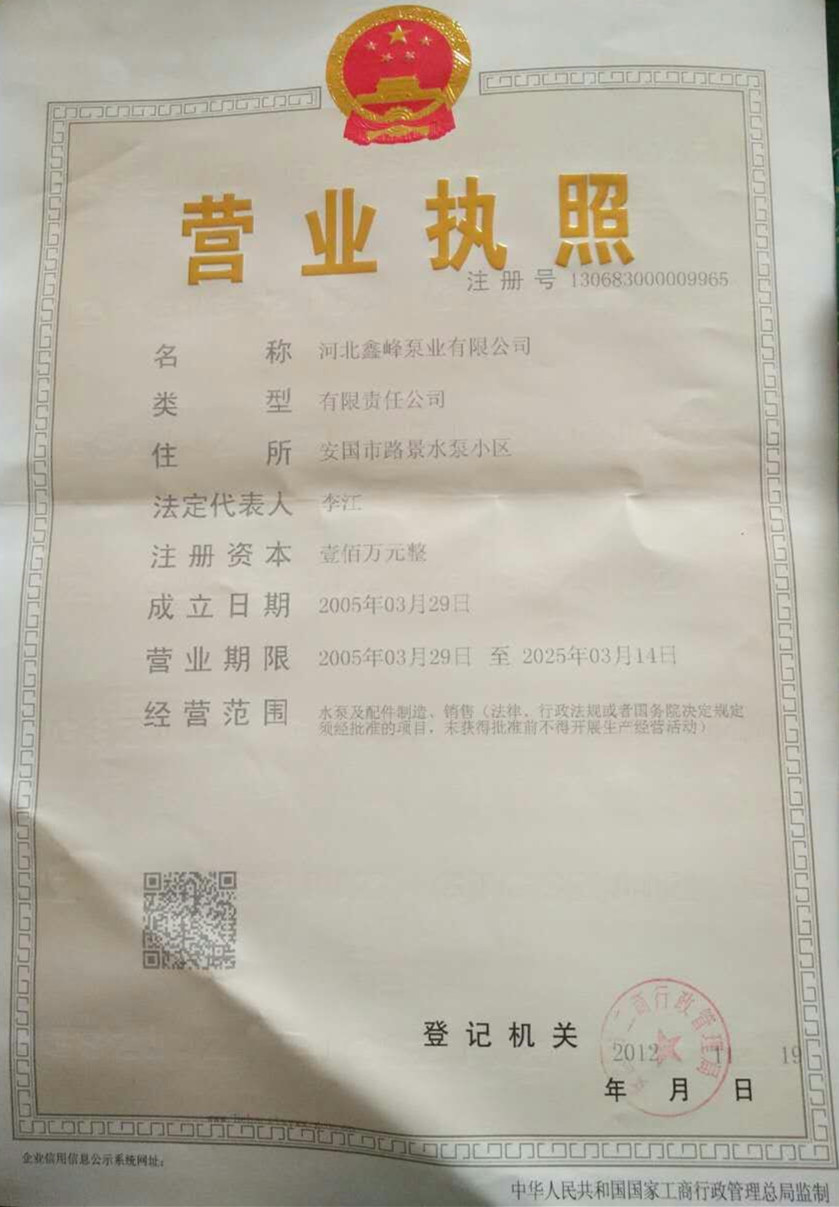 营业执照
注册号 130683000009965
名称 河北鑫峰泵业有限公司
类型 有限责任公司
住所 安国市路景水泵小区
法定代表人 李江
注册资本 壹佰万元整
成立日期 2005年03月29日
营业期限 2005年03月29日 至 2025年03月14日
经营范围 水泵及配件制造、销售（法律、行政法规或者国务院决定规定
须经批准的项目，未获得批准前不得开展生产经营活动）
商行政管理局
登记机关
2012 11 19
年 月 日
企业信用信息公示系统网址：
中华人民共和国国家工商行政管理总局监制